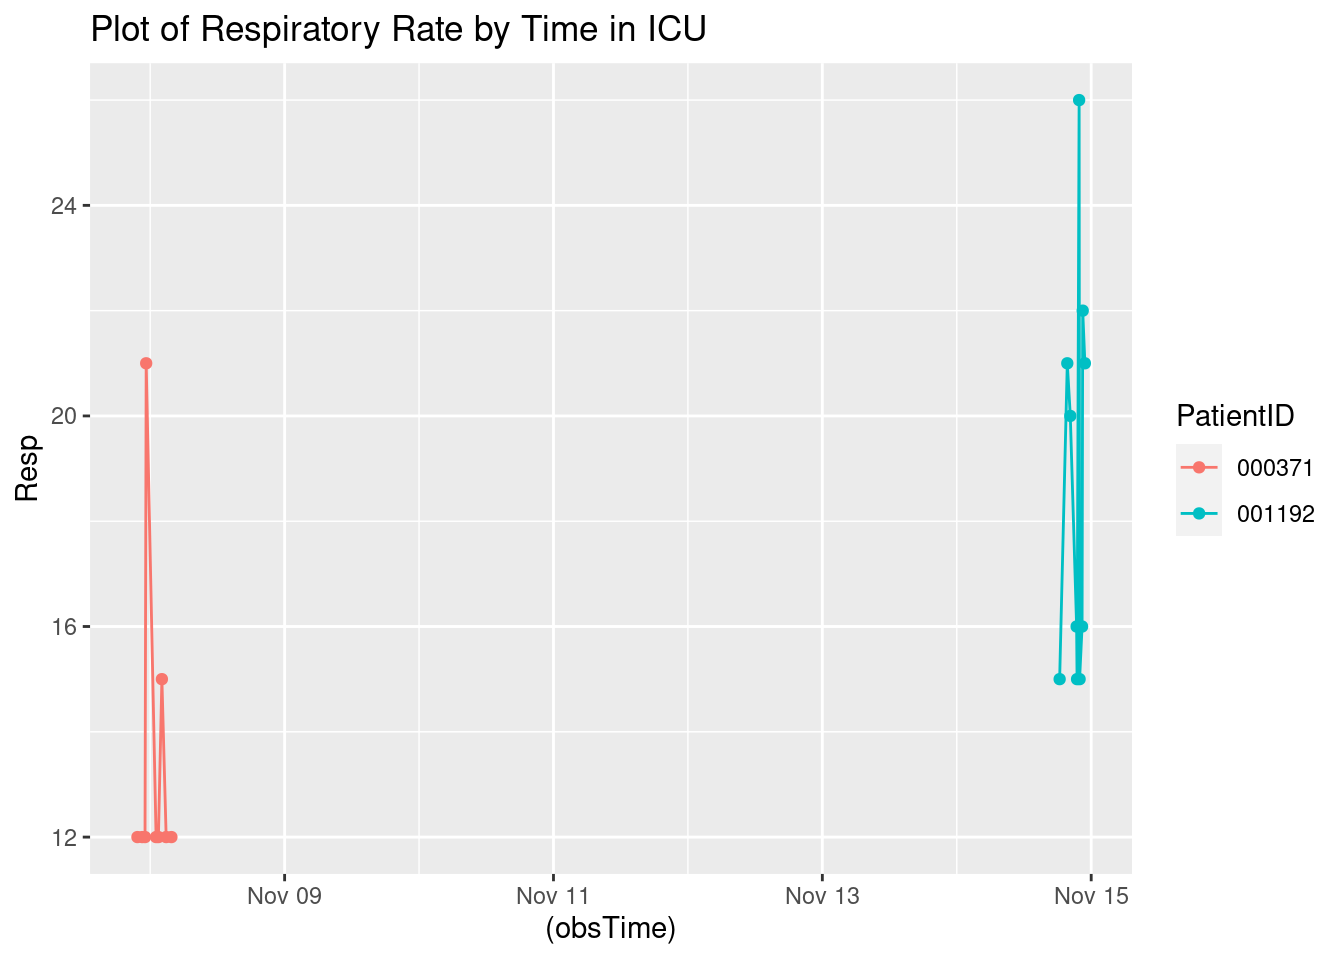 Plot of Respiratory Rate by Time in ICU
24
20
16
12
Resp
Nov 09
Nov 11
Nov 13
Nov 15
(obsTime)
PatientID
000371
001192